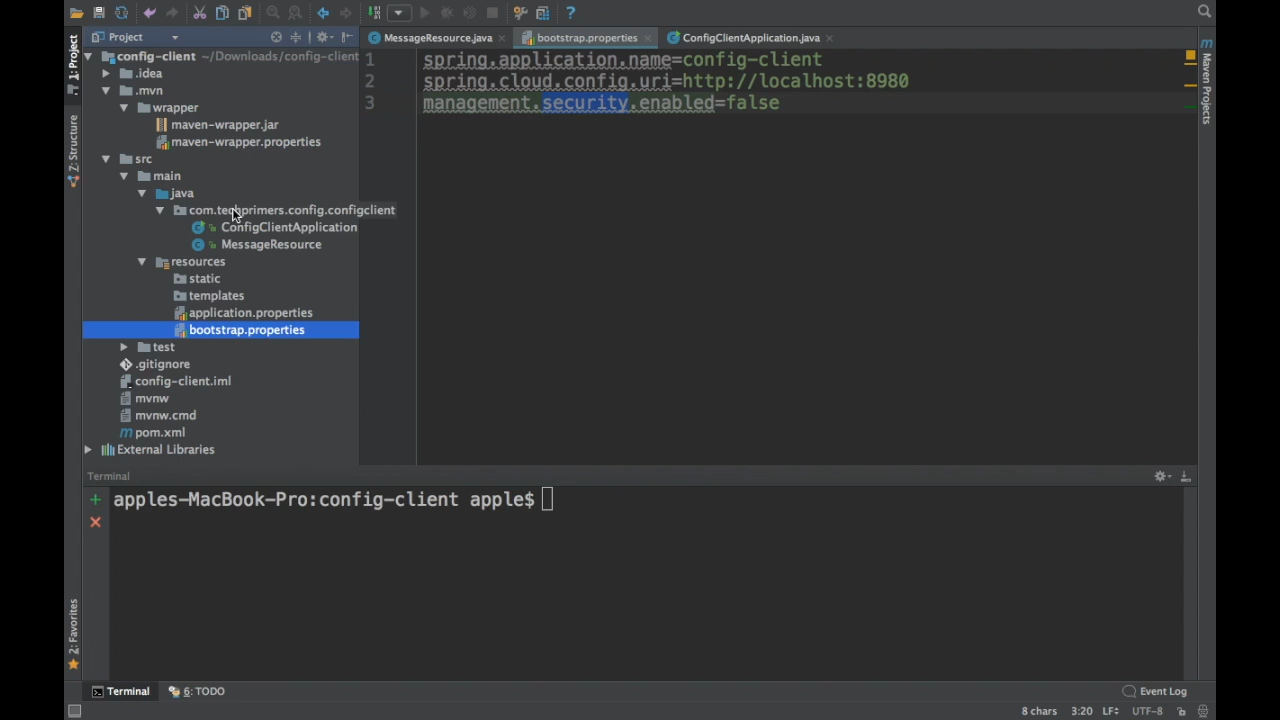 Project
MessageResource.java
bootstrap.properties
ConfigClientApplication.java
1: Project
Z: Structure
2: Favorites
Maven Projects
config-client ~/Downloads/config-client
.idea
.mvn
wrapper
maven-wrapper.jar
maven-wrapper.properties
src
main
java
com.techprimers.config.configclient
ConfigClientApplication
MessageResource
resources
static
templates
application.properties
bootstrap.properties
test
.gitignore
config-client.iml
mvnw
mvnw.cmd
pom.xml
External Libraries
1 spring.application.name=config-client
2 spring.cloud.config.uri=http://localhost:8980
3 management.security.enabled=false
Terminal
apples-MacBook-Pro:config-client apple$
Terminal
6: TODO
Event Log
8 chars 3:20 LF÷ UTF-8